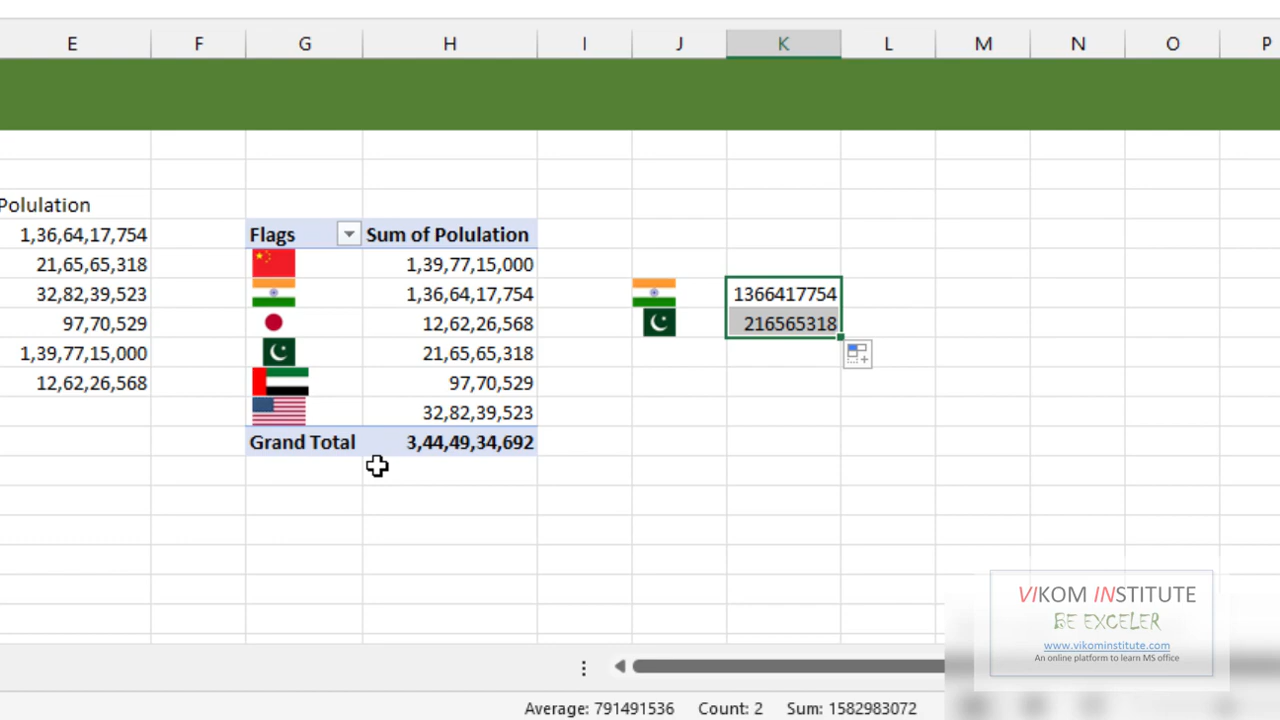 E F G H I J K L M N O P
Polulation
1,36,64,17,754
21,65,65,318
32,82,39,523
97,70,529
1,39,77,15,000
12,62,26,568
Flags Sum of Polulation
1,39,77,15,000
1,36,64,17,754
12,62,26,568
21,65,65,318
97,70,529
32,82,39,523
Grand Total 3,44,49,34,692
1366417754
216565318
VIKOM INSTITUTE
BE EXCELER
www.vikominstitute.com
An online platform to learn MS office
Average: 791491536 Count: 2 Sum: 1582983072